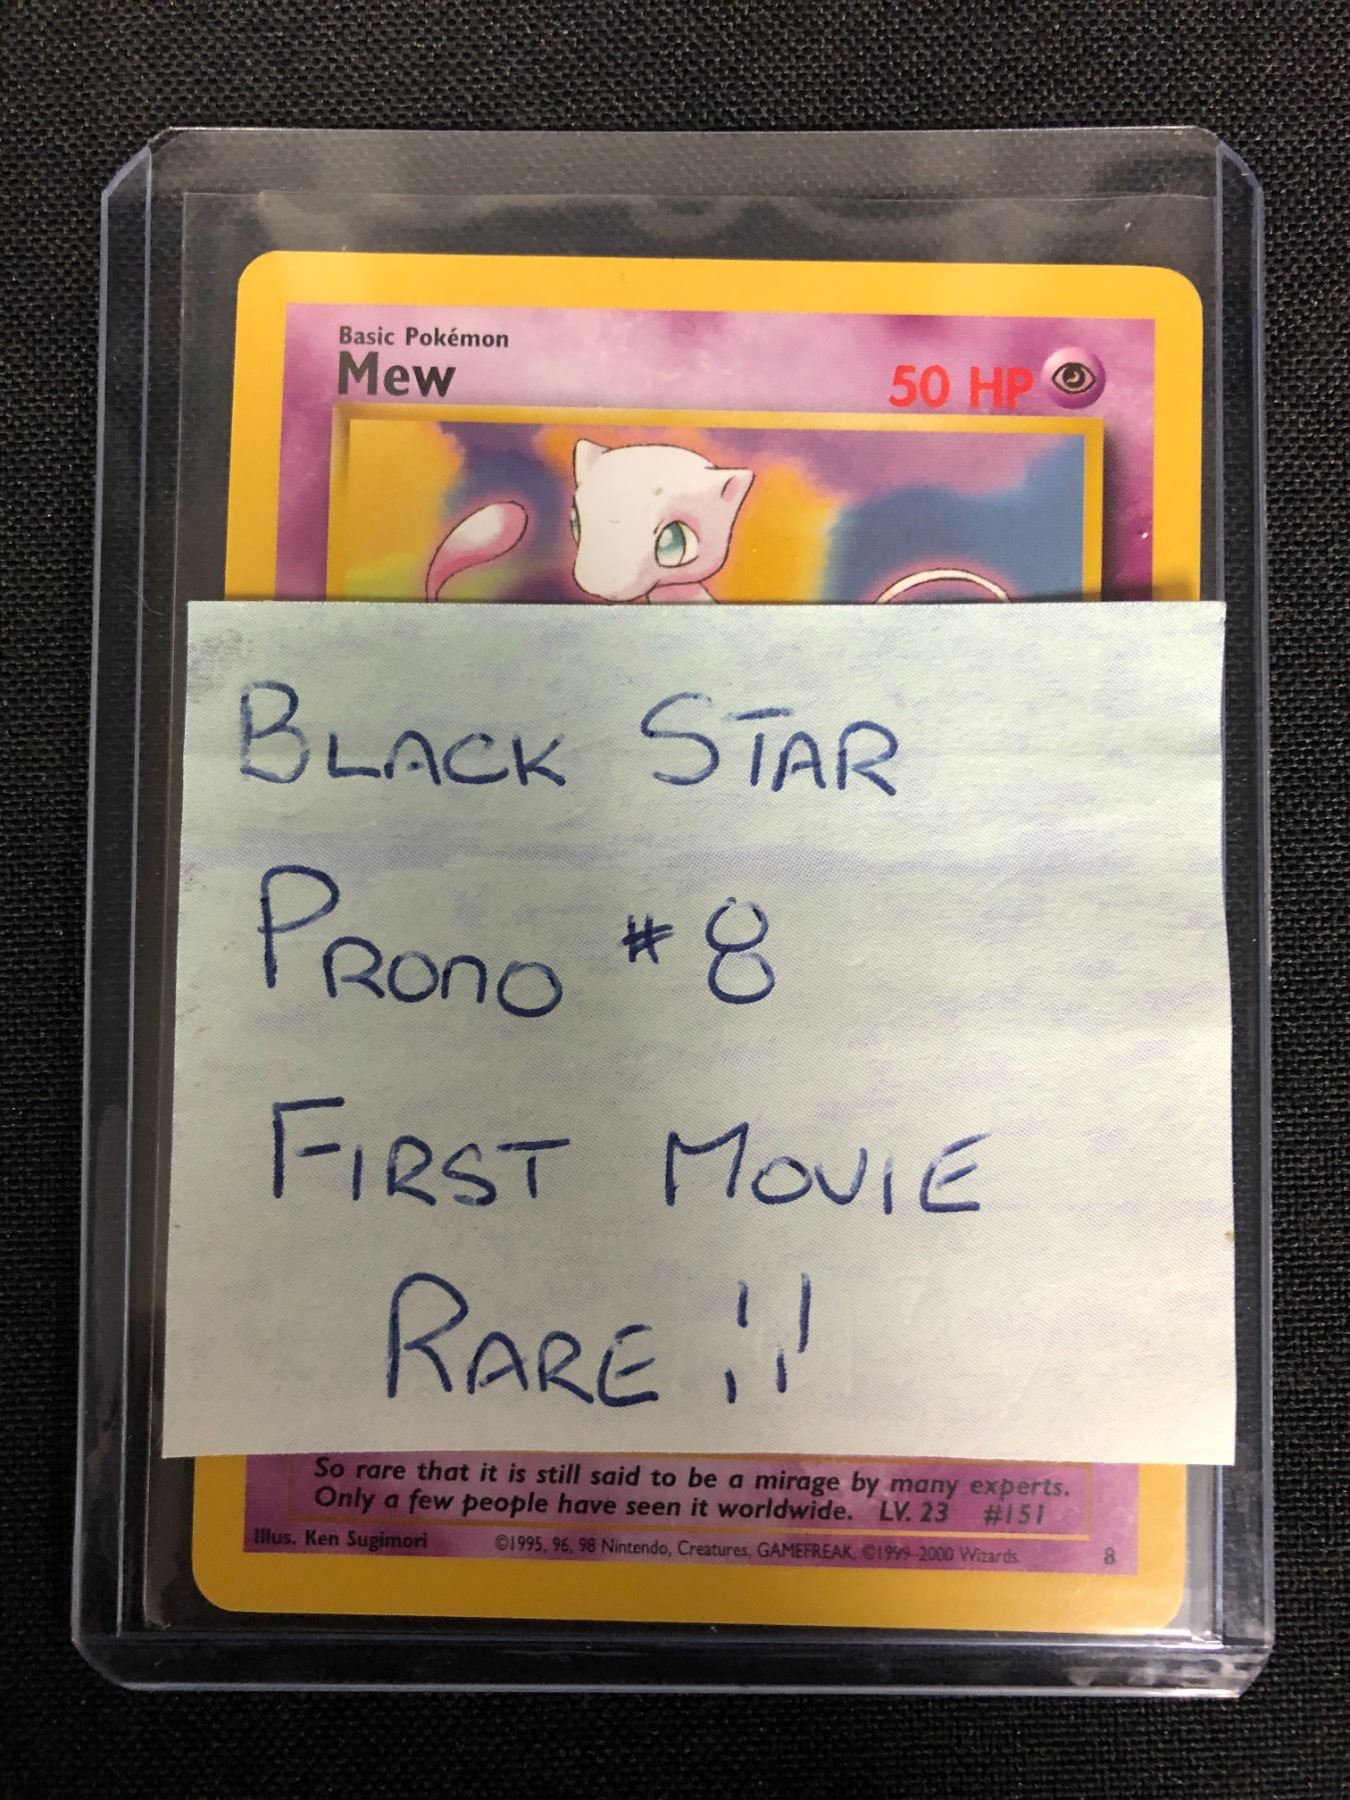 Basic Pokémon
Mew 50 HP
BLACK STAR
PROMO #8
FIRST MOVIE
RARE !!
So rare that it is still said to be a mirage by many experts.
Only a few people have seen it worldwide. LV. 23 #151
Illus. Ken Sugimori ©1995, 96, 98 Nintendo, Creatures, GAMEFREAK. ©1999-2000 Wizards. 8